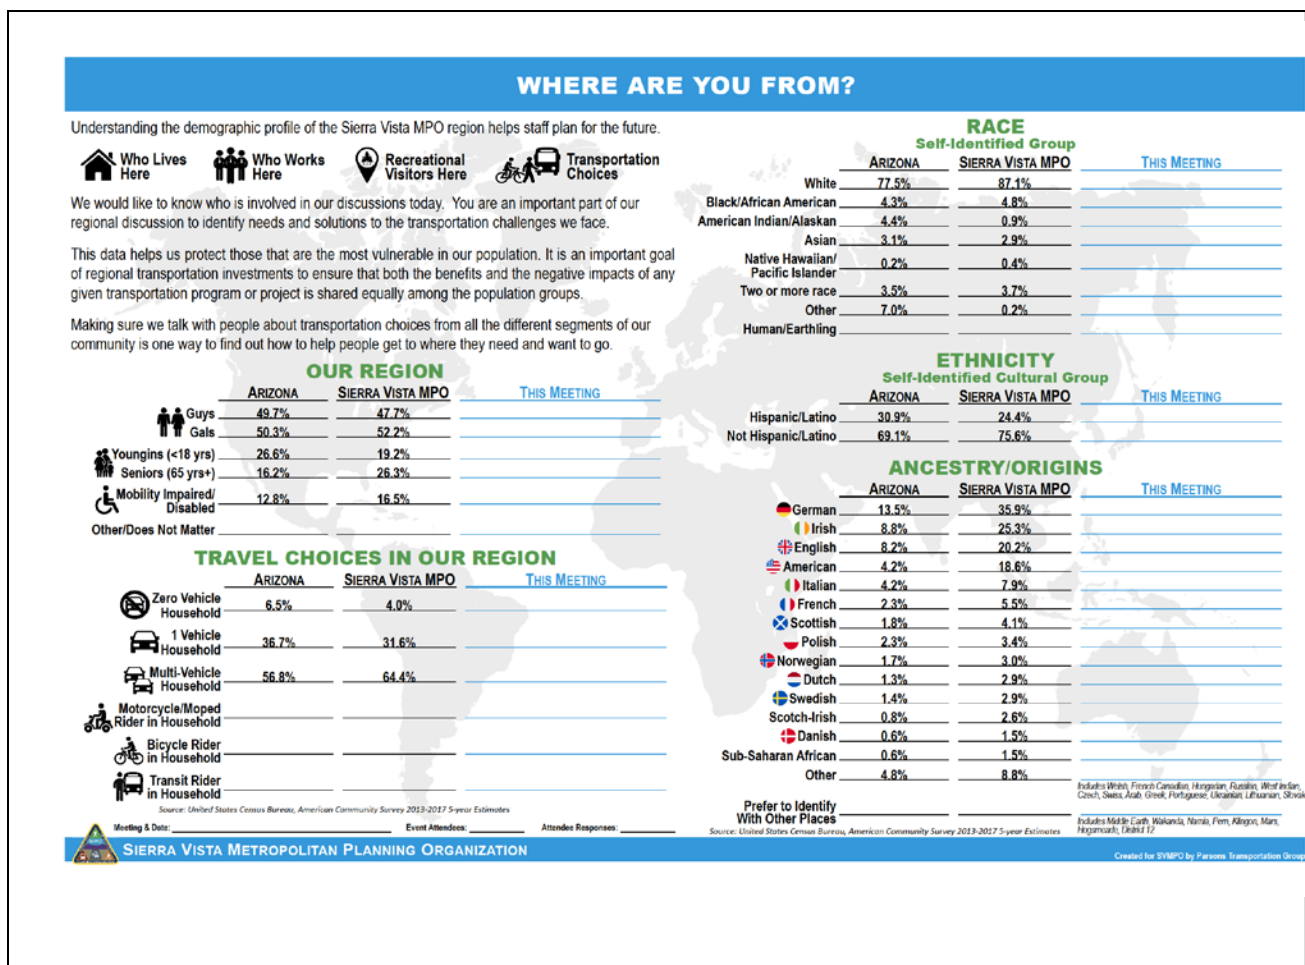 WHERE ARE YOU FROM?
Understanding the demographic profile of the Sierra Vista MPO region helps staff plan for the future.
Who Lives Here
Who Works Here
Recreational Visitors Here
Transportation Choices
We would like to know who is involved in our discussions today. You are an important part of our
regional discussion to identify needs and solutions to the transportation challenges we face.
This data helps us protect those that are the most vulnerable in our population. It is an important goal
of regional transportation investments to ensure that both the benefits and the negative impacts of any
given transportation program or project is shared equally among the population groups.
Making sure we talk with people about transportation choices from all the different segments of our
community is one way to find out how to help people get to where they need and want to go.
OUR REGION
ARIZONA SIERRA VISTA MPO THIS MEETING
Guys 49.7% 47.7%
Gals 50.3% 52.2%
Youngins (<18 yrs) 26.6% 19.2%
Seniors (65 yrs+) 16.2% 26.3%
Mobility Impaired/
Disabled 12.8% 16.5%
Other/Does Not Matter
TRAVEL CHOICES IN OUR REGION
ARIZONA SIERRA VISTA MPO THIS MEETING
Zero Vehicle
Household 6.5% 4.0%
1 Vehicle
Household 36.7% 31.6%
Multi-Vehicle
Household 56.8% 64.4%
Motorcycle/Moped
Rider in Household
Bicycle Rider
in Household
Transit Rider
in Household
Source: United States Census Bureau, American Community Survey 2013-2017 5-year Estimates
Meeting & Date: Event Attendees: Attendee Responses:
RACE
Self-Identified Group
ARIZONA SIERRA VISTA MPO THIS MEETING
White 77.5% 87.1%
Black/African American 4.3% 4.8%
American Indian/Alaskan 4.4% 0.9%
Asian 3.1% 2.9%
Native Hawaiian/
Pacific Islander 0.2% 0.4%
Two or more race 3.5% 3.7%
Other 7.0% 0.2%
Human/Earthling
ETHNICITY
Self-Identified Cultural Group
ARIZONA SIERRA VISTA MPO THIS MEETING
Hispanic/Latino 30.9% 24.4%
Not Hispanic/Latino 69.1% 75.6%
ANCESTRY/ORIGINS
ARIZONA SIERRA VISTA MPO THIS MEETING
German 13.5% 35.9%
Irish 8.8% 25.3%
English 8.2% 20.2%
American 4.2% 18.6%
Italian 4.2% 7.9%
French 2.3% 5.5%
Scottish 1.8% 4.1%
Polish 2.3% 3.4%
Norwegian 1.7% 3.0%
Dutch 1.3% 2.9%
Swedish 1.4% 2.9%
Scotch-Irish 0.8% 2.6%
Danish 0.6% 1.5%
Sub-Saharan African 0.6% 1.5%
Other 4.8% 8.8%
Includes Welsh, French Canadian, Hungarian, Russian, West Indian,
Czech, Swiss, Arab, Greek, Portuguese, Ukrainian, Lithuanian, Slovak
Prefer to Identify
With Other Places
Includes Middle Earth, Wakanda, Narnia, Pern, Klingon, Mars,
Hogsmeade, District 12
Source: United States Census Bureau, American Community Survey 2013-2017 5-year Estimates
SIERRA VISTA METROPOLITAN PLANNING ORGANIZATION
Created for SVMPO by Parsons Transportation Group